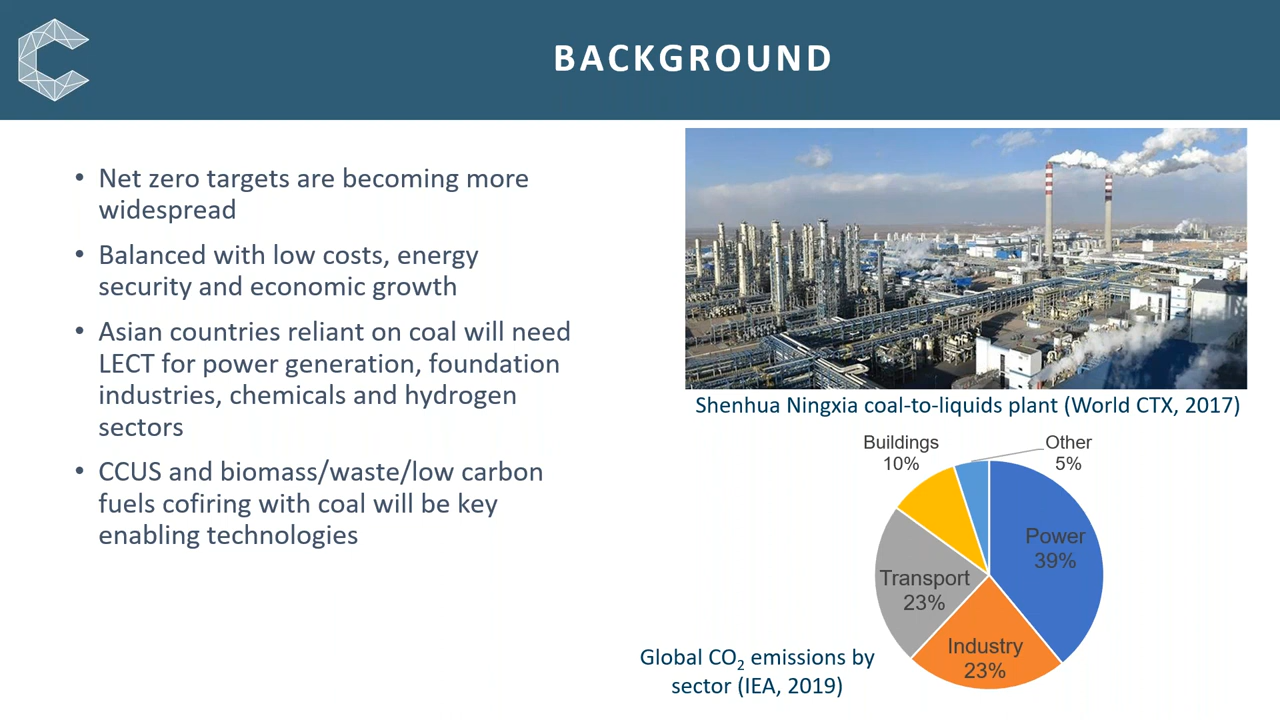 BACKGROUND
• Net zero targets are becoming more
widespread
• Balanced with low costs, energy
security and economic growth
• Asian countries reliant on coal will need
LECT for power generation, foundation
industries, chemicals and hydrogen
sectors
• CCUS and biomass/waste/low carbon
fuels cofiring with coal will be key
enabling technologies
Shenhua Ningxia coal-to-liquids plant (World CTX, 2017)
Buildings
10%
Other
5%
Power
39%
Transport
23%
Industry
23%
Global CO₂ emissions by
sector (IEA, 2019)